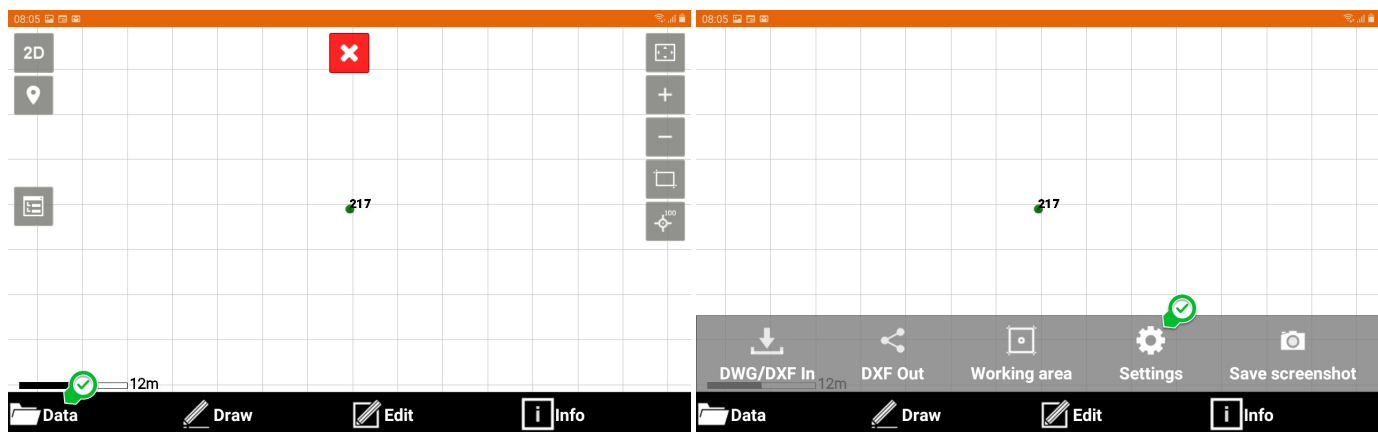 08:05
2D
217
100
12m
Data Draw Edit Info
08:05
217
DWG/DXF In DXF Out Working area Settings Save screenshot
12m
Data Draw Edit Info